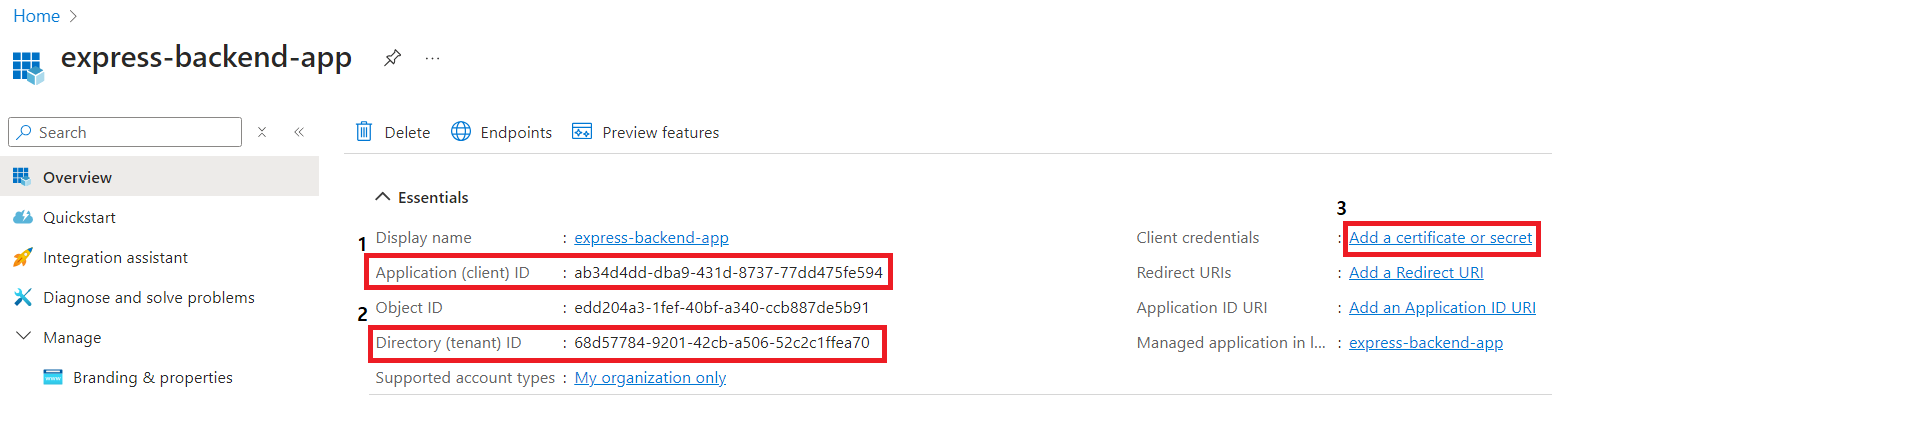 Home >
express-backend-app ...
Search
Overview
Quickstart
Integration assistant
Diagnose and solve problems
Manage
Branding & properties
Delete Endpoints Preview features
Essentials
1
Display name : express-backend-app
Application (client) ID : ab34d4dd-dba9-431d-8737-77dd475fe594
2
Object ID : edd204a3-1fef-40bf-a340-ccb887de5b91
Directory (tenant) ID : 68d57784-9201-42cb-a506-52c2c1ffea70
Supported account types : My organization only
3
Client credentials : Add a certificate or secret
Redirect URIs : Add a Redirect URI
Application ID URI : Add an Application ID URI
Managed application in l... : express-backend-app